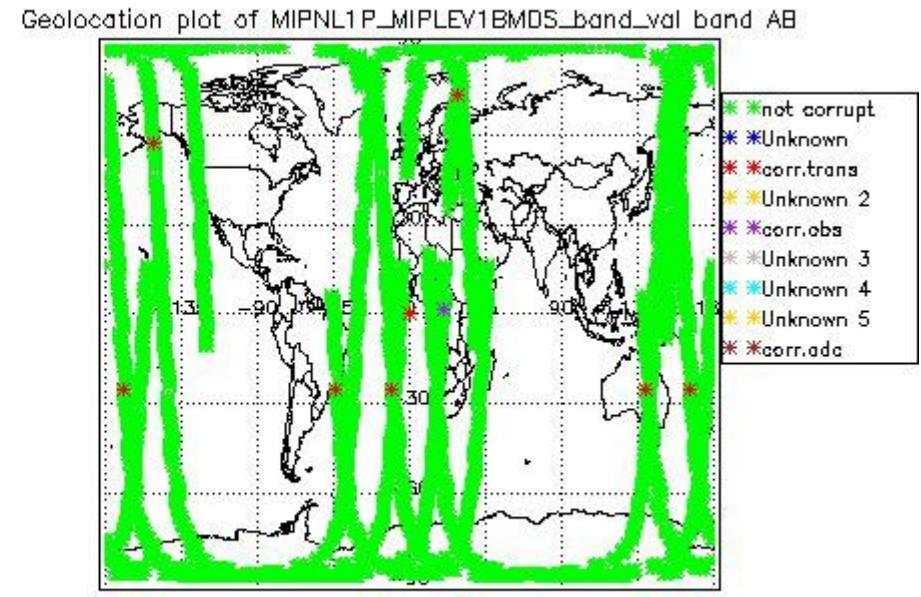 Geolocation plot of MIPNL1P_MIPLEV1BMDS_band_val band AB
* *not corrupt
* *Unknown
* *corr.trans
* *Unknown 2
* *corr.obs
* *Unknown 3
* *Unknown 4
* *Unknown 5
* *corr.adc
-90
90
30